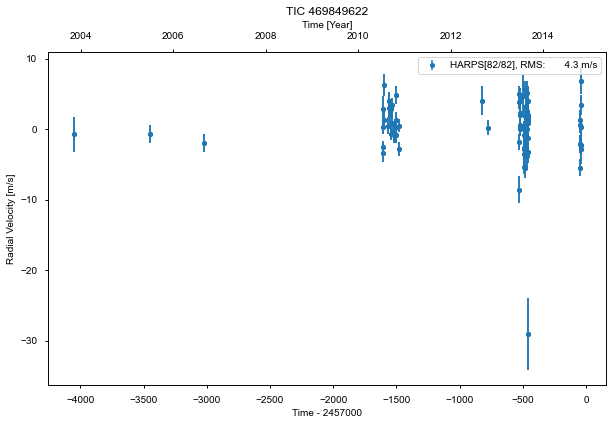 TIC 469849622
Time [Year]
2004 2006 2008 2010 2012 2014
HARPS[82/82], RMS: 4.3 m/s
10
0
−10
−20
−30
Radial Velocity [m/s]
−4000 −3500 −3000 −2500 −2000 −1500 −1000 −500 0
Time - 2457000